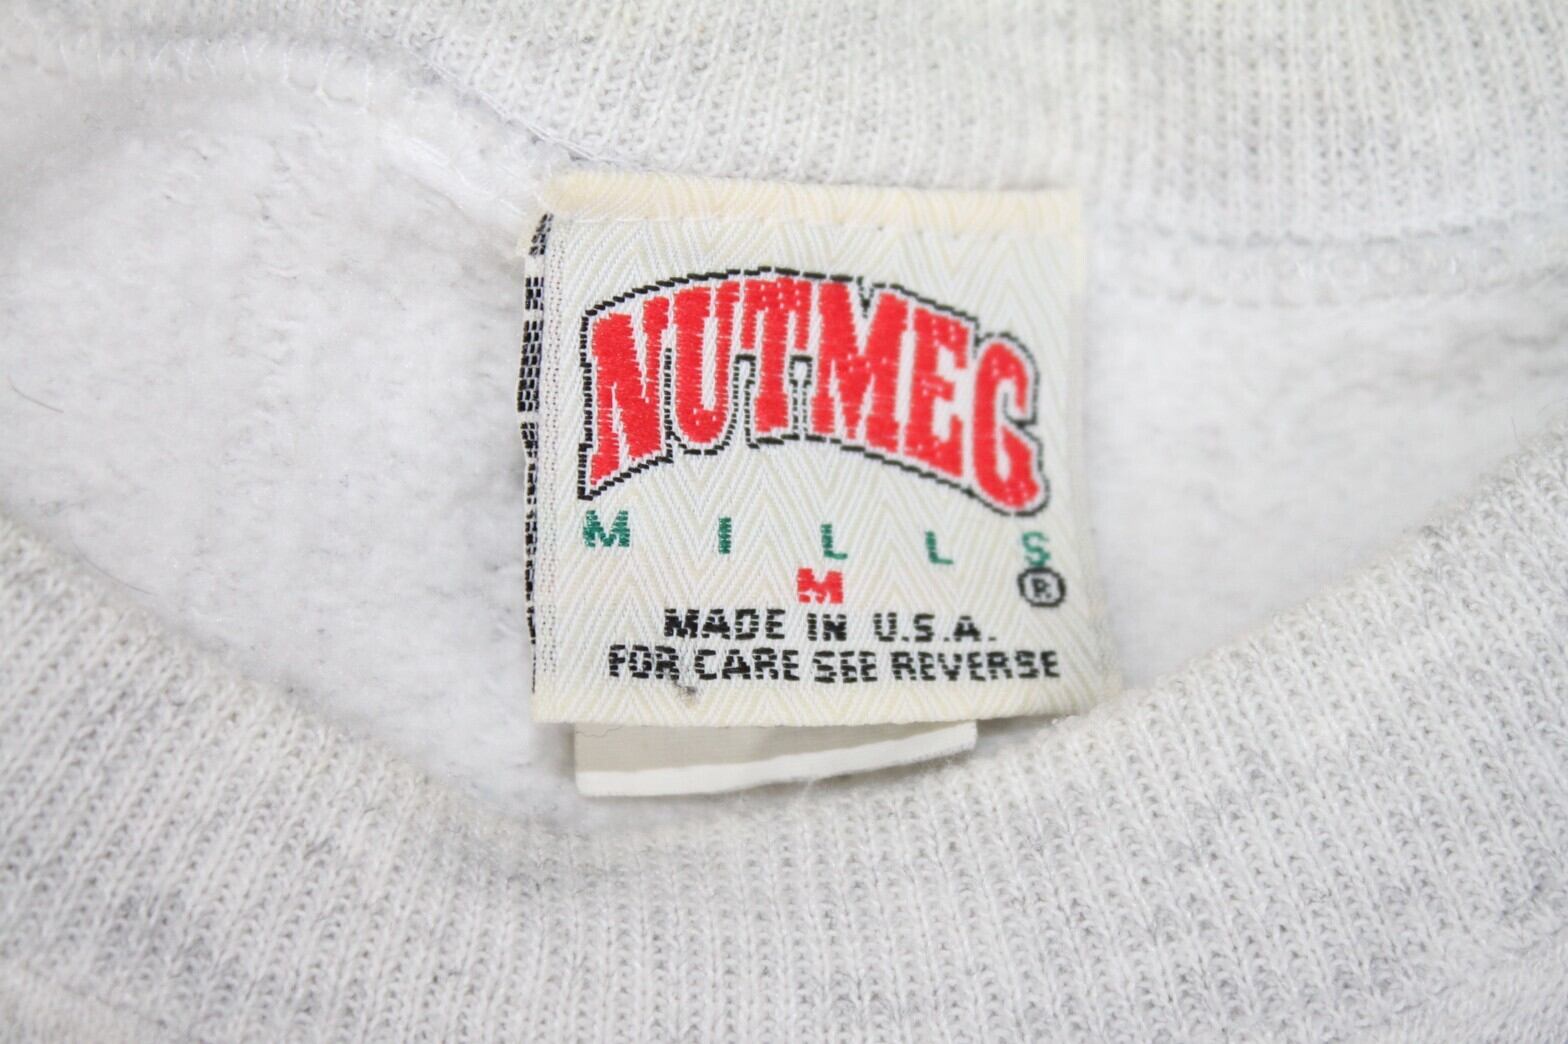 NUTMEG
MILLS
M ®
MADE IN U.S.A.
FOR CARE SEE REVERSE